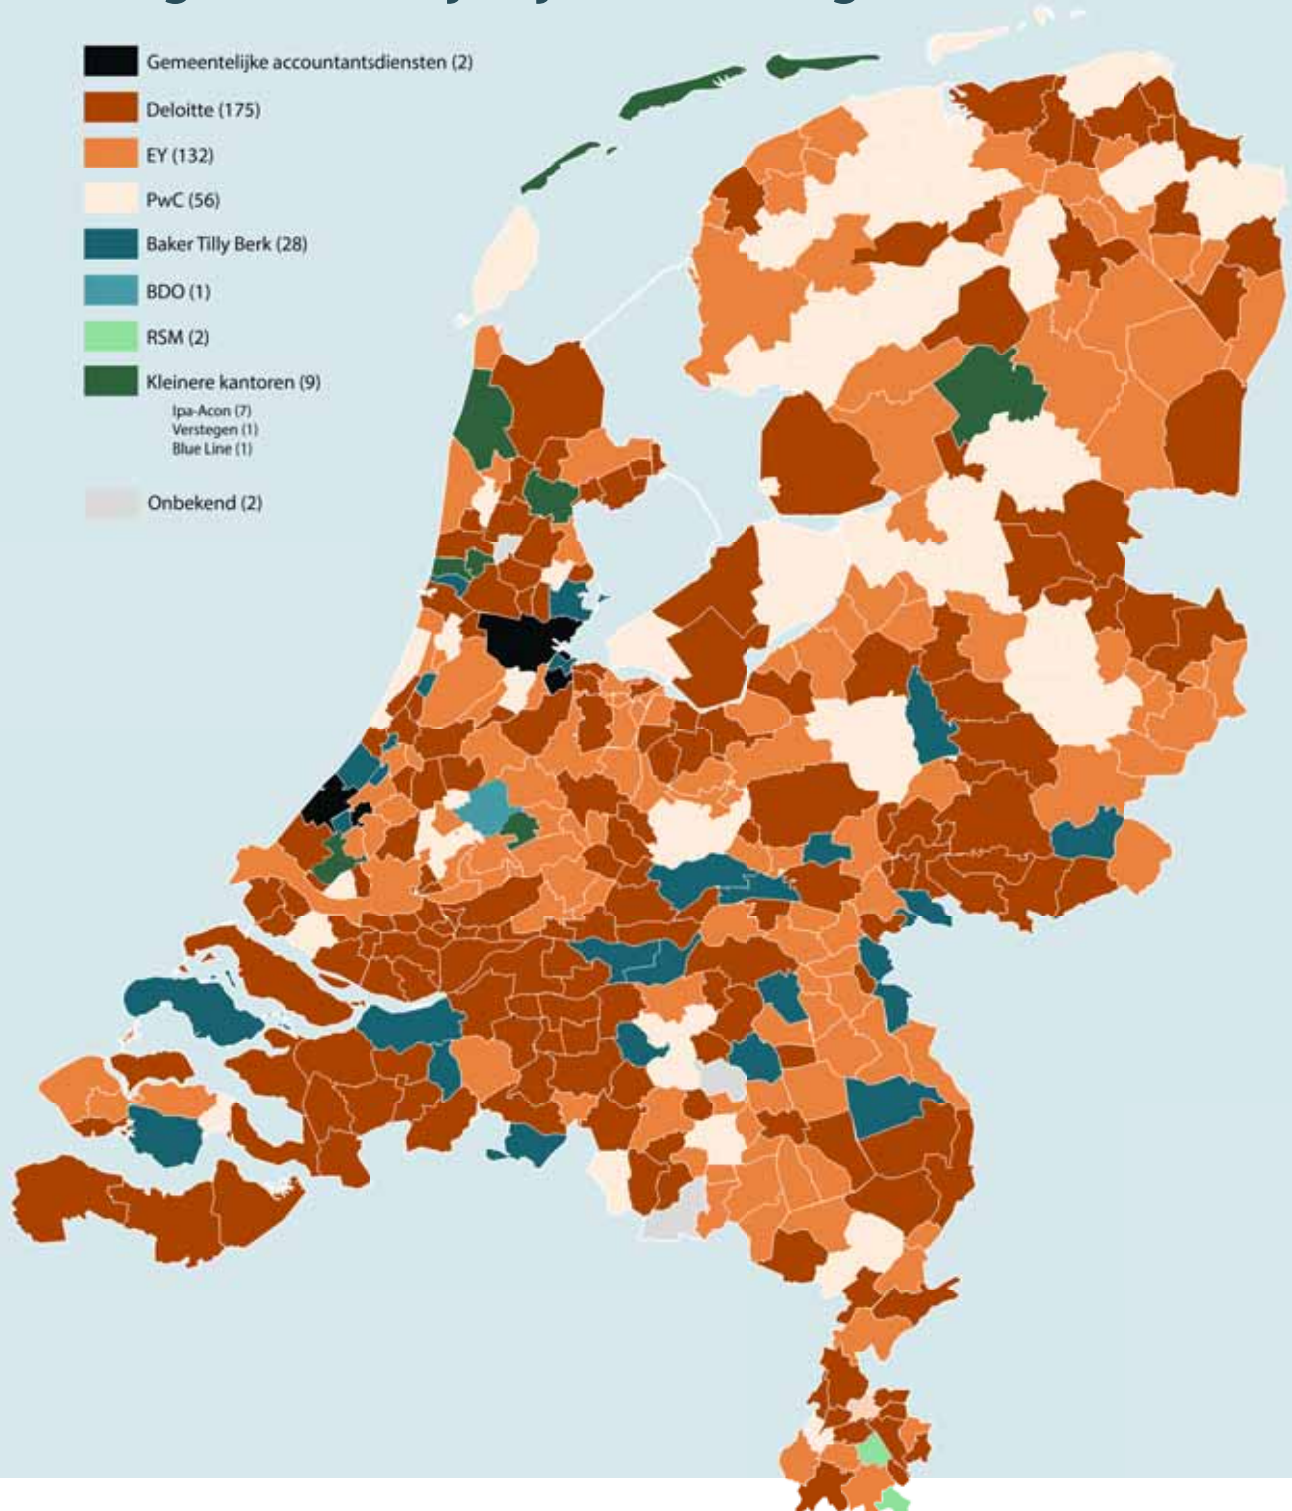 Gemeentelijke accountantsdiensten (2)
Deloitte (175)
EY (132)
PwC (56)
Baker Tilly Berk (28)
BDO (1)
RSM (2)
Kleinere kantoren (9)
Ipa-Acon (7)
Verstegen (1)
Blue Line (1)
Onbekend (2)